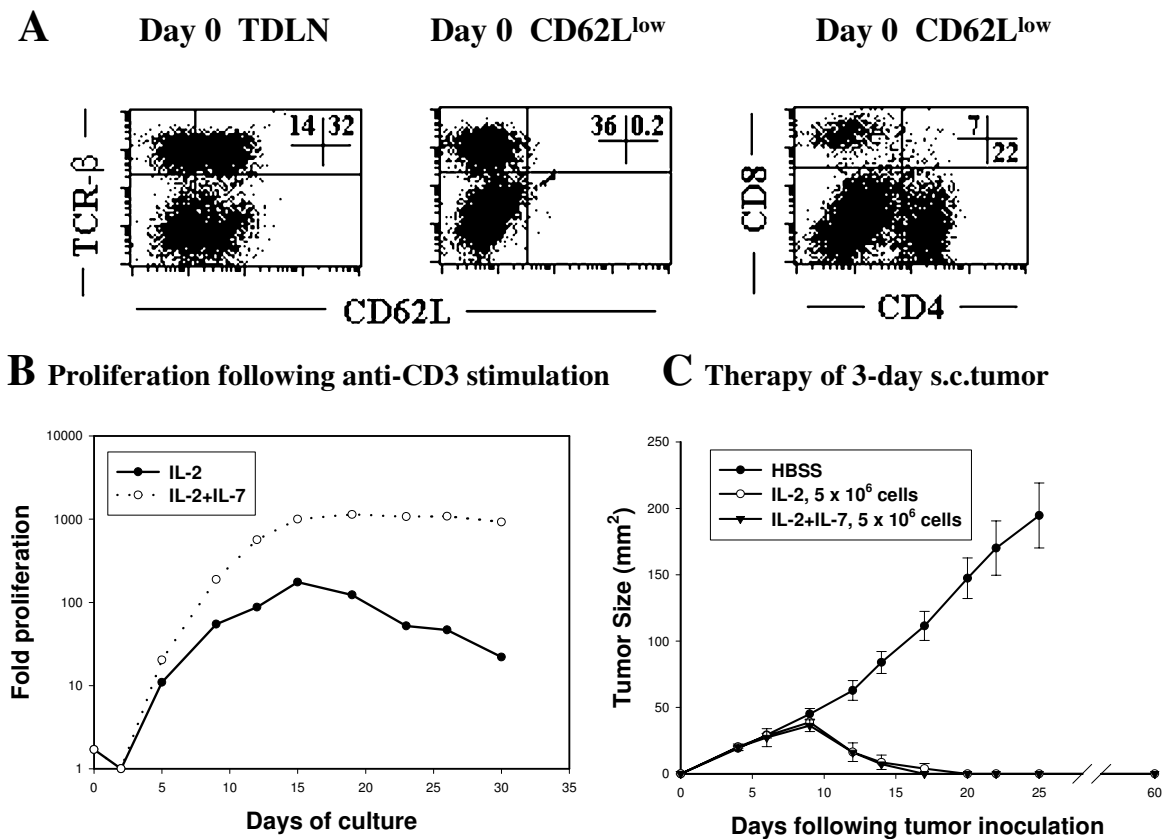 A
Day 0 TDLN
Day 0 CD62Llow
Day 0 CD62Llow
TCR-β
14 32
36 0.2
CD8
7
22
CD62L
CD4
B Proliferation following anti-CD3 stimulation
Fold proliferation
10000
1000
100
10
1
IL-2
IL-2+IL-7
0 5 10 15 20 25 30 35
Days of culture
C Therapy of 3-day s.c.tumor
Tumor Size (mm2)
250
200
150
100
50
0
HBSS
IL-2, 5 x 106 cells
IL-2+IL-7, 5 x 106 cells
0 5 10 15 20 25 60
Days following tumor inoculation